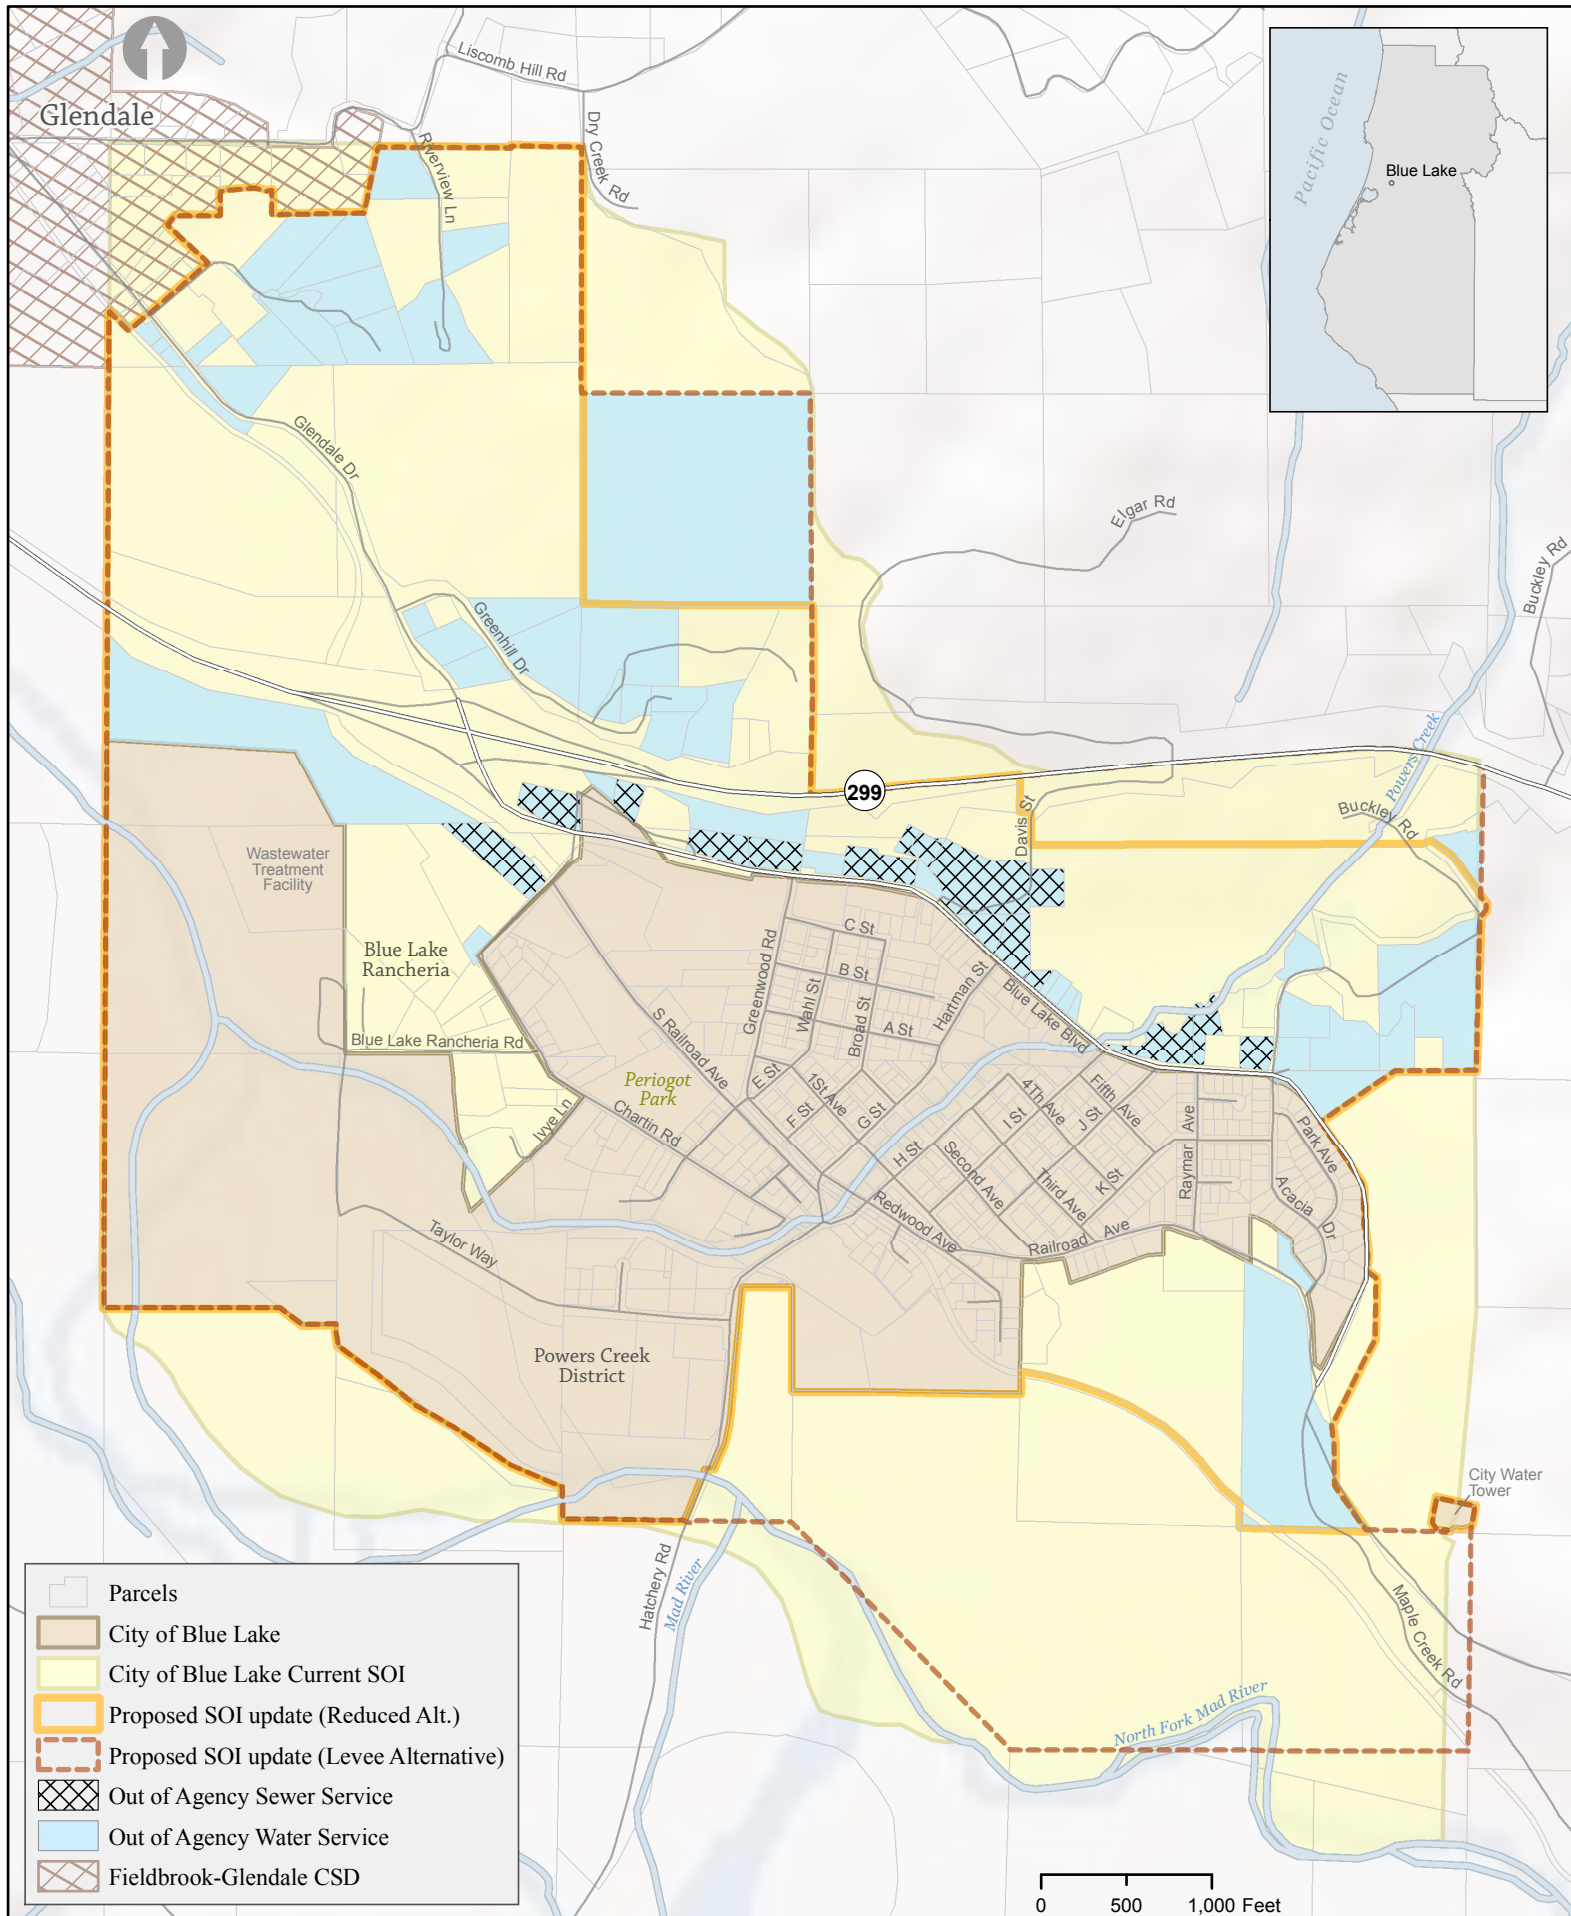 Liscomb Hill Rd
Glendale
Dry Creek Rd
Riverview Ln
Pacific Ocean
Blue Lake
Glendale Dr
Elgar Rd
Buckley Rd
Greenhill Dr
Powers Creek
299
Davis St
Buckley Rd
Wastewater
Treatment
Facility
Blue Lake
Rancheria
C St
B St
A St
Greenwood Rd
Wahl St
Broad St
Hartman St
Blue Lake Blvd
S Railroad Ave
Blue Lake Rancheria Rd
Periogot
Park
E St
1St Ave
F St
G St
4Th Ave
Fifth Ave
I St
J St
Ivye Ln
Chartin Rd
H St
Second Ave
Third Ave
K St
Raymar Ave
Park Ave
Acacia Dr
Redwood Ave
Railroad Ave
Taylor Way
Powers Creek
District
City Water
Tower
Hatchery Rd
Mad River
Maple Creek Rd
North Fork Mad River
Parcels
City of Blue Lake
City of Blue Lake Current SOI
Proposed SOI update (Reduced Alt.)
Proposed SOI update (Levee Alternative)
Out of Agency Sewer Service
Out of Agency Water Service
Fieldbrook-Glendale CSD
0 500 1,000 Feet